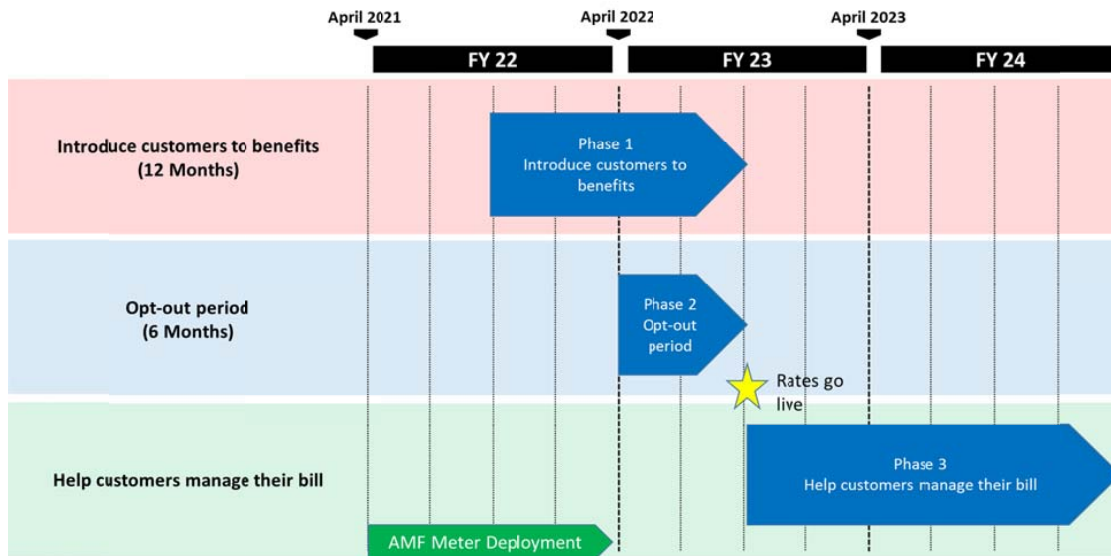 April 2021
April 2022
April 2023
FY 22
FY 23
FY 24
Introduce customers to benefits
(12 Months)
Phase 1
Introduce customers to
benefits
Opt-out period
(6 Months)
Phase 2
Opt-out
period
Rates go
live
Help customers manage their bill
Phase 3
Help customers manage their bill
AMF Meter Deployment